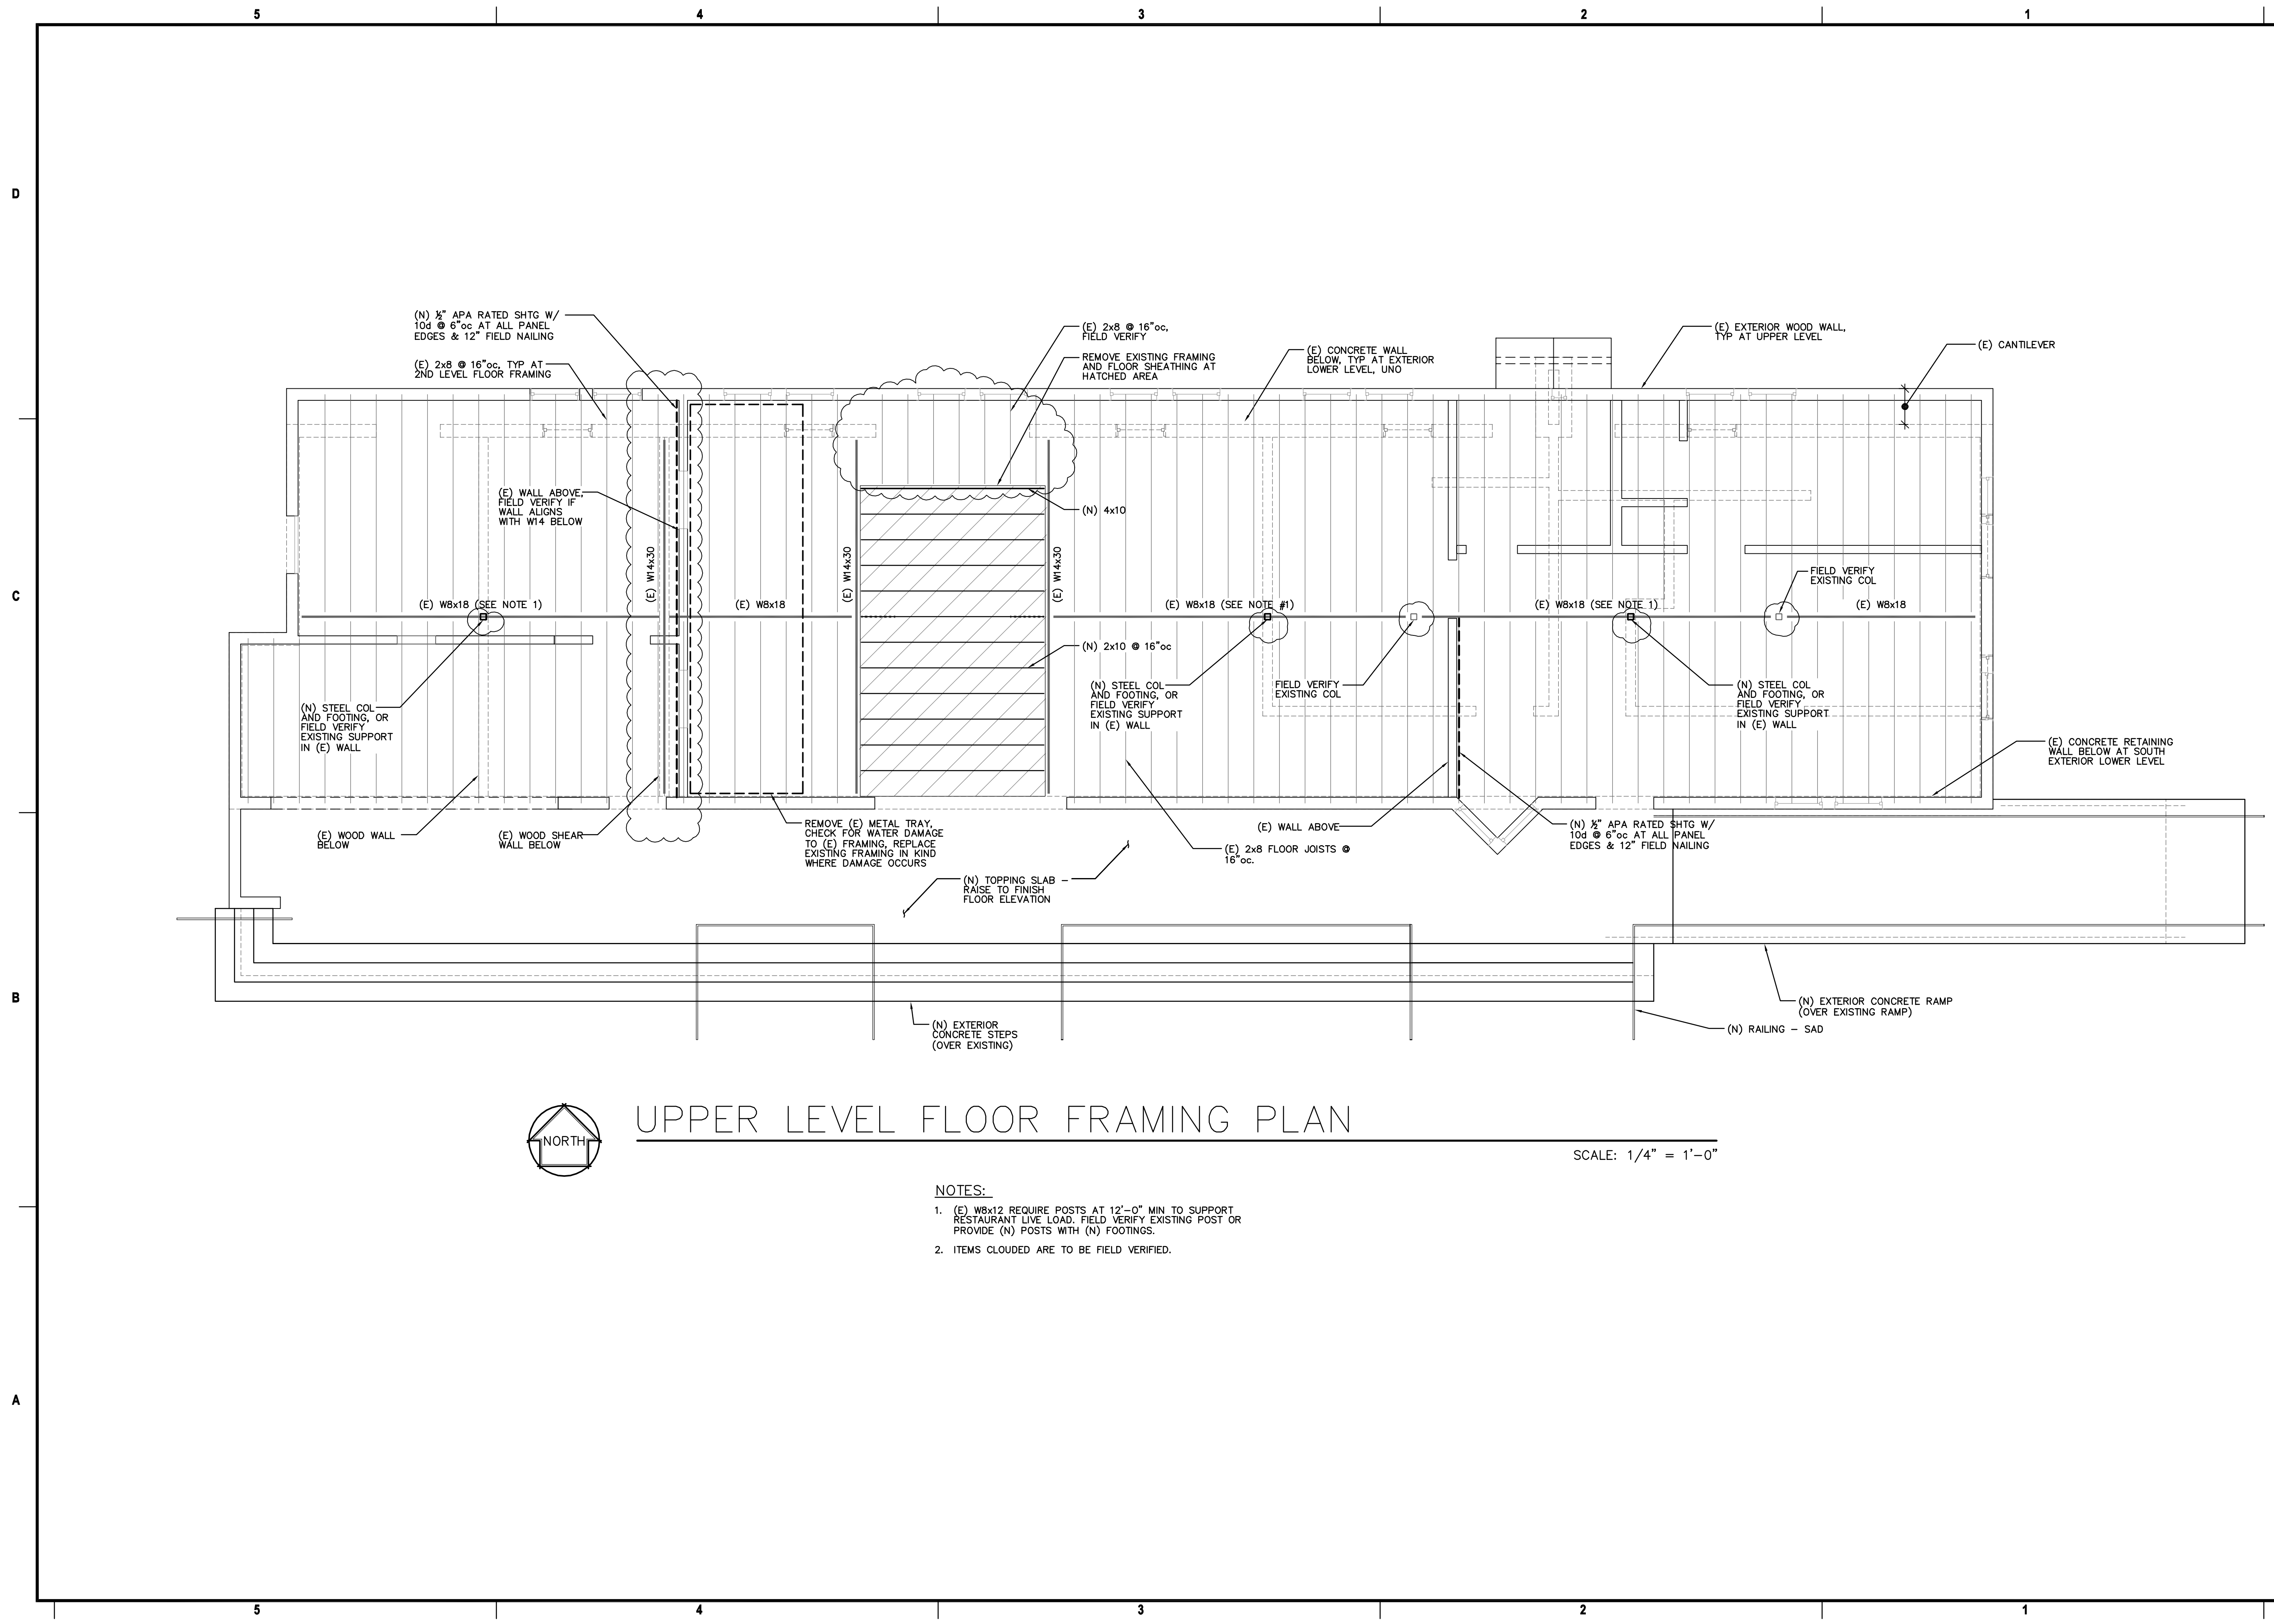 5 4 3 2 1
D
C
B
A
(N) ½" APA RATED SHTG W/
10d @ 6"oc AT ALL PANEL
EDGES & 12" FIELD NAILING
(E) 2x8 @ 16"oc, TYP AT
2ND LEVEL FLOOR FRAMING
(E) 2x8 @ 16"oc,
FIELD VERIFY
REMOVE EXISTING FRAMING
AND FLOOR SHEATHING AT
HATCHED AREA
(E) CONCRETE WALL
BELOW, TYP AT EXTERIOR
LOWER LEVEL, UNO
(E) EXTERIOR WOOD WALL,
TYP AT UPPER LEVEL
(E) CANTILEVER
(E) WALL ABOVE,
FIELD VERIFY IF
WALL ALIGNS
WITH W14 BELOW
(N) 4x10
(E) W14x30
(E) W14x30
(E) W14x30
FIELD VERIFY
EXISTING COL
(E) W8x18 (SEE NOTE 1)
(E) W8x18
(E) W8x18 (SEE NOTE #1)
(E) W8x18 (SEE NOTE 1)
(E) W8x18
(N) 2x10 @ 16"oc
(N) STEEL COL
AND FOOTING, OR
FIELD VERIFY
EXISTING SUPPORT
IN (E) WALL
(N) STEEL COL
AND FOOTING, OR
FIELD VERIFY
EXISTING SUPPORT
IN (E) WALL
FIELD VERIFY
EXISTING COL
(N) STEEL COL
AND FOOTING, OR
FIELD VERIFY
EXISTING SUPPORT
IN (E) WALL
(E) CONCRETE RETAINING
WALL BELOW AT SOUTH
EXTERIOR LOWER LEVEL
(E) WOOD WALL
BELOW
(E) WOOD SHEAR
WALL BELOW
REMOVE (E) METAL TRAY,
CHECK FOR WATER DAMAGE
TO (E) FRAMING, REPLACE
EXISTING FRAMING IN KIND
WHERE DAMAGE OCCURS
(E) WALL ABOVE
(E) 2x8 FLOOR JOISTS @
16"oc.
(N) ½" APA RATED SHTG W/
10d @ 6"oc AT ALL PANEL
EDGES & 12" FIELD NAILING
(N) TOPPING SLAB –
RAISE TO FINISH
FLOOR ELEVATION
(N) EXTERIOR
CONCRETE STEPS
(OVER EXISTING)
(N) EXTERIOR CONCRETE RAMP
(OVER EXISTING RAMP)
(N) RAILING – SAD
NORTH
UPPER LEVEL FLOOR FRAMING PLAN
SCALE: 1/4" = 1'–0"
NOTES:
1. (E) W8x12 REQUIRE POSTS AT 12'–0" MIN TO SUPPORT
RESTAURANT LIVE LOAD. FIELD VERIFY EXISTING POST OR
PROVIDE (N) POSTS WITH (N) FOOTINGS.
2. ITEMS CLOUDED ARE TO BE FIELD VERIFIED.
5 4 3 2 1